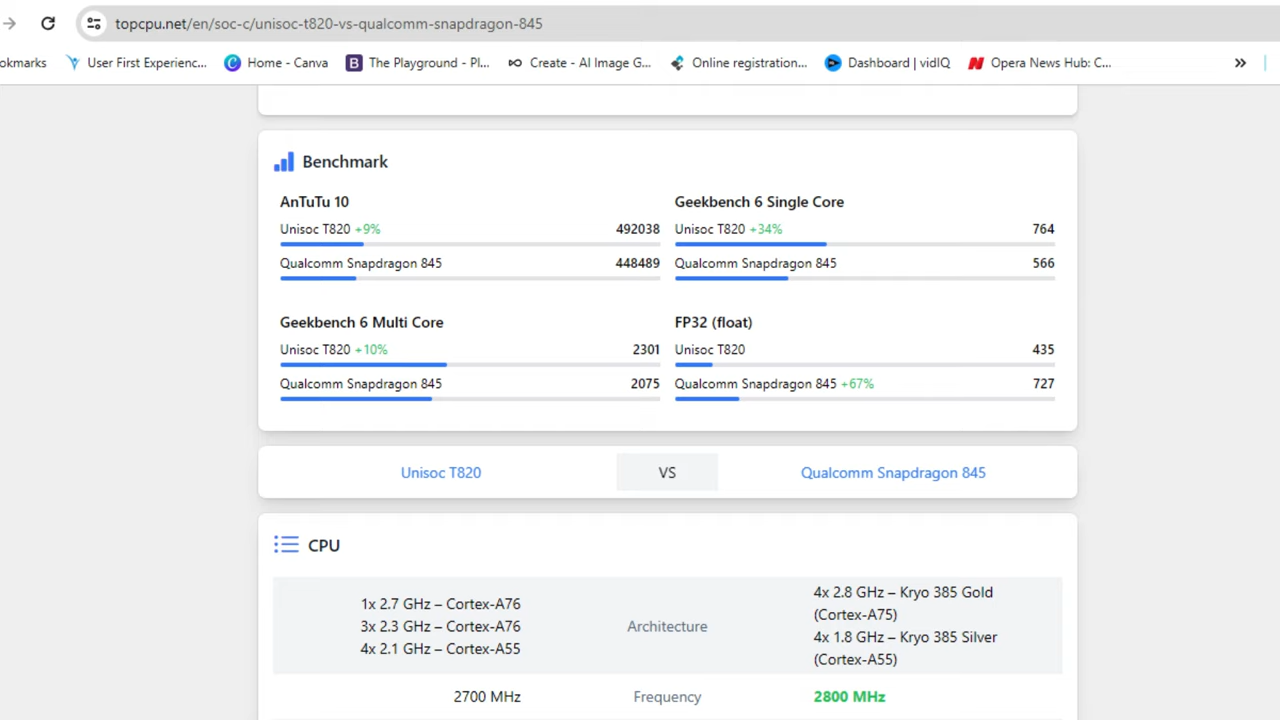 topcpu.net/en/soc-c/unisoc-t820-vs-qualcomm-snapdragon-845
okmarks
User First Experienc...
Home - Canva
B
The Playground - Pl...
Create - AI Image G...
Online registration...
Dashboard | vidIQ
Opera News Hub: C...
»
Benchmark
AnTuTu 10
Unisoc T820 +9% 492038
Qualcomm Snapdragon 845 448489
Geekbench 6 Single Core
Unisoc T820 +34% 764
Qualcomm Snapdragon 845 566
Geekbench 6 Multi Core
Unisoc T820 +10% 2301
Qualcomm Snapdragon 845 2075
FP32 (float)
Unisoc T820 435
Qualcomm Snapdragon 845 +67% 727
Unisoc T820 VS Qualcomm Snapdragon 845
CPU
1x 2.7 GHz – Cortex-A76
3x 2.3 GHz – Cortex-A76
4x 2.1 GHz – Cortex-A55
Architecture
4x 2.8 GHz – Kryo 385 Gold
(Cortex-A75)
4x 1.8 GHz – Kryo 385 Silver
(Cortex-A55)
2700 MHz Frequency 2800 MHz